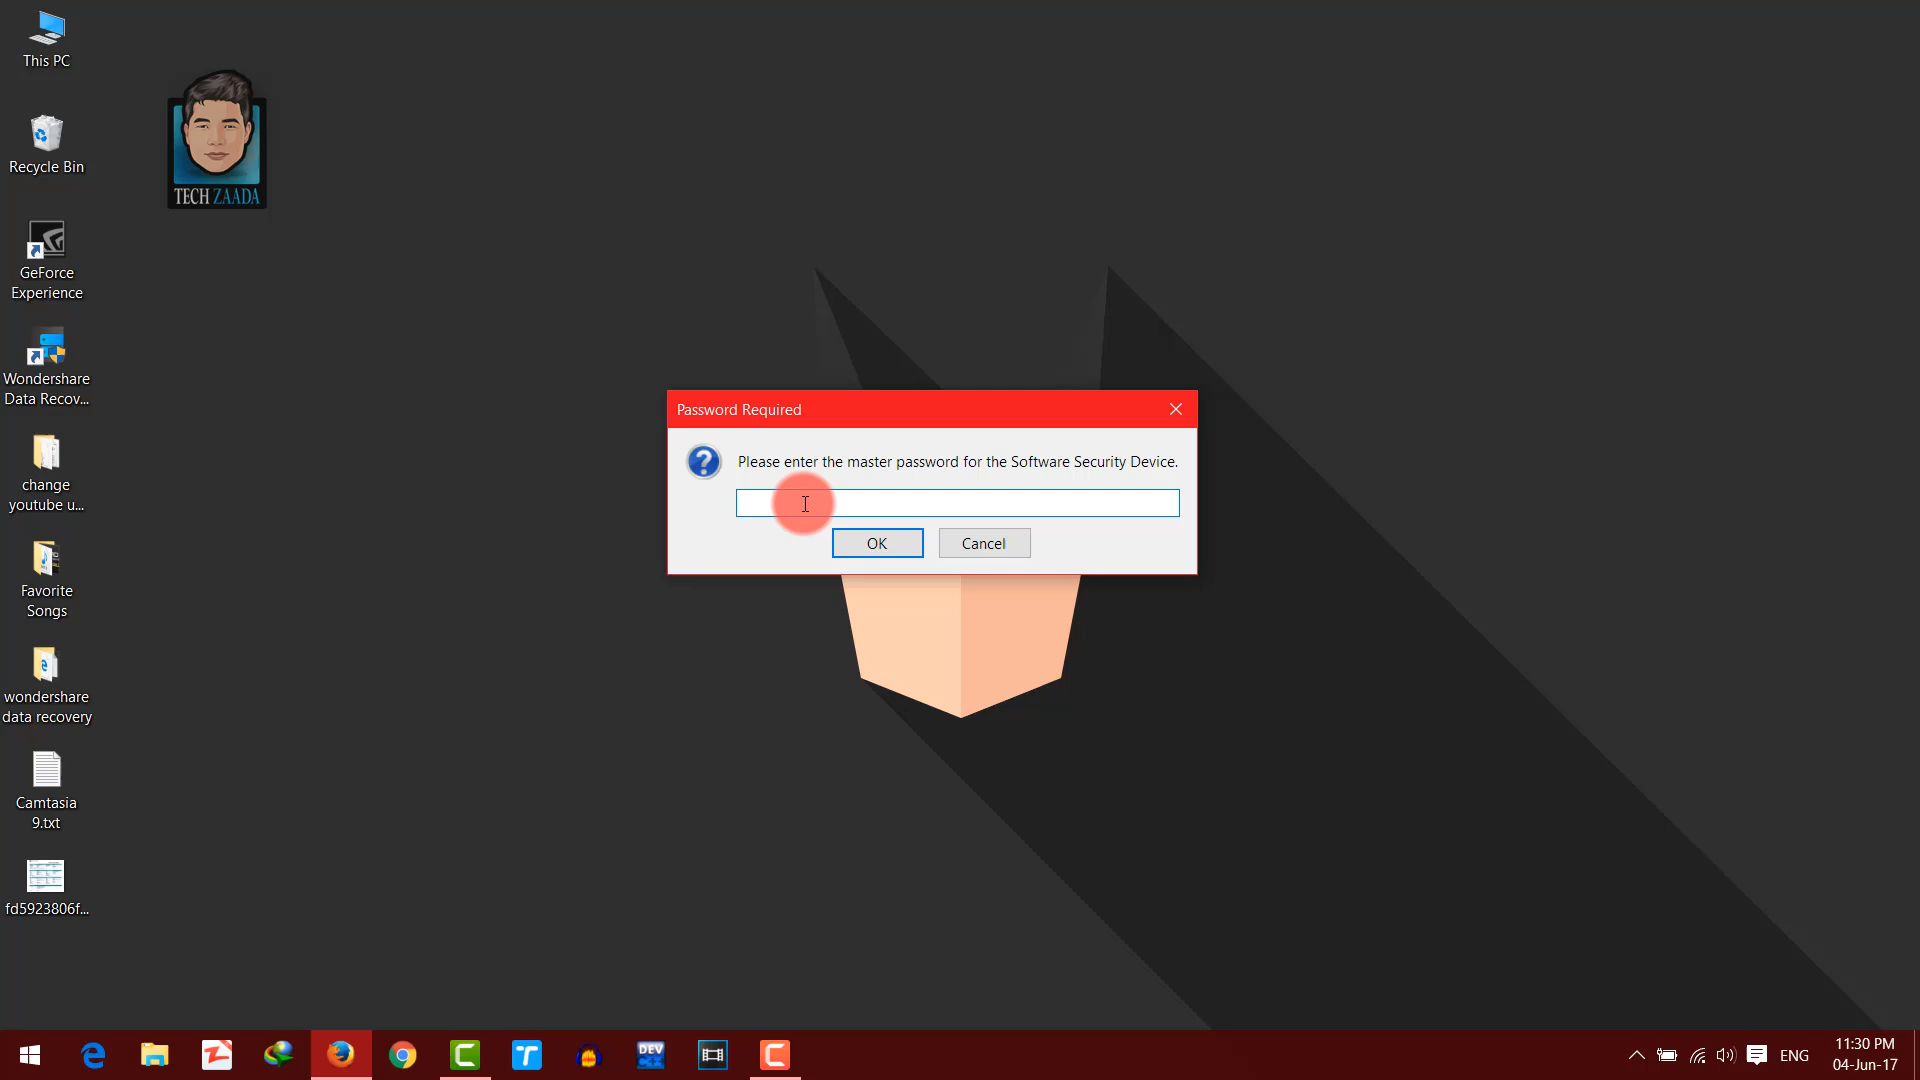 This PC
Recycle Bin
GeForce
Experience
Wondershare
Data Recov...
change
youtube u...
Favorite
Songs
wondershare
data recovery
Camtasia
9.txt
fd5923806f...
TECH ZAADA
Password Required
Please enter the master password for the Software Security Device.
OK
Cancel
DEV
ENG
11:30 PM
04-Jun-17